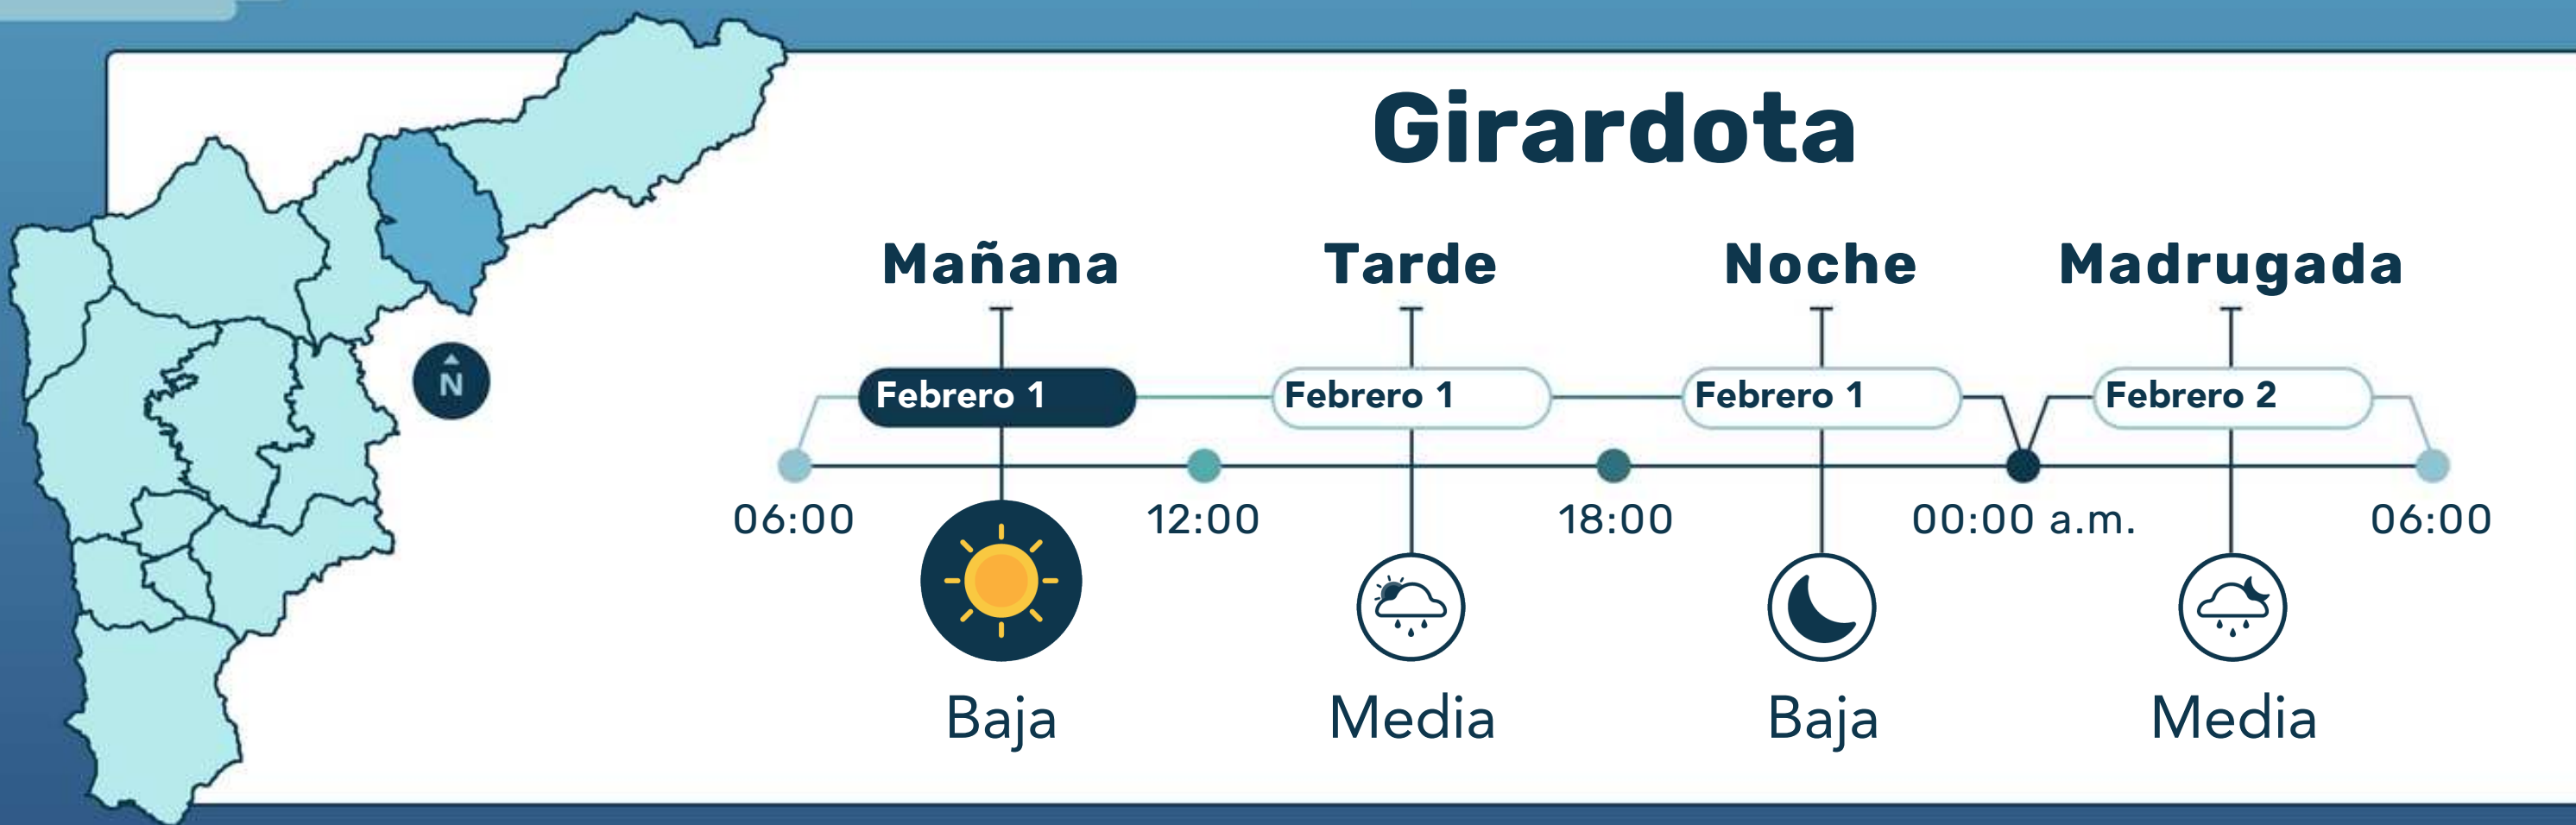 Girardota
Mañana Tarde Noche Madrugada
Febrero 1 Febrero 1 Febrero 1 Febrero 2
N
06:00 12:00 18:00 00:00 a.m. 06:00
Baja Media Baja Media